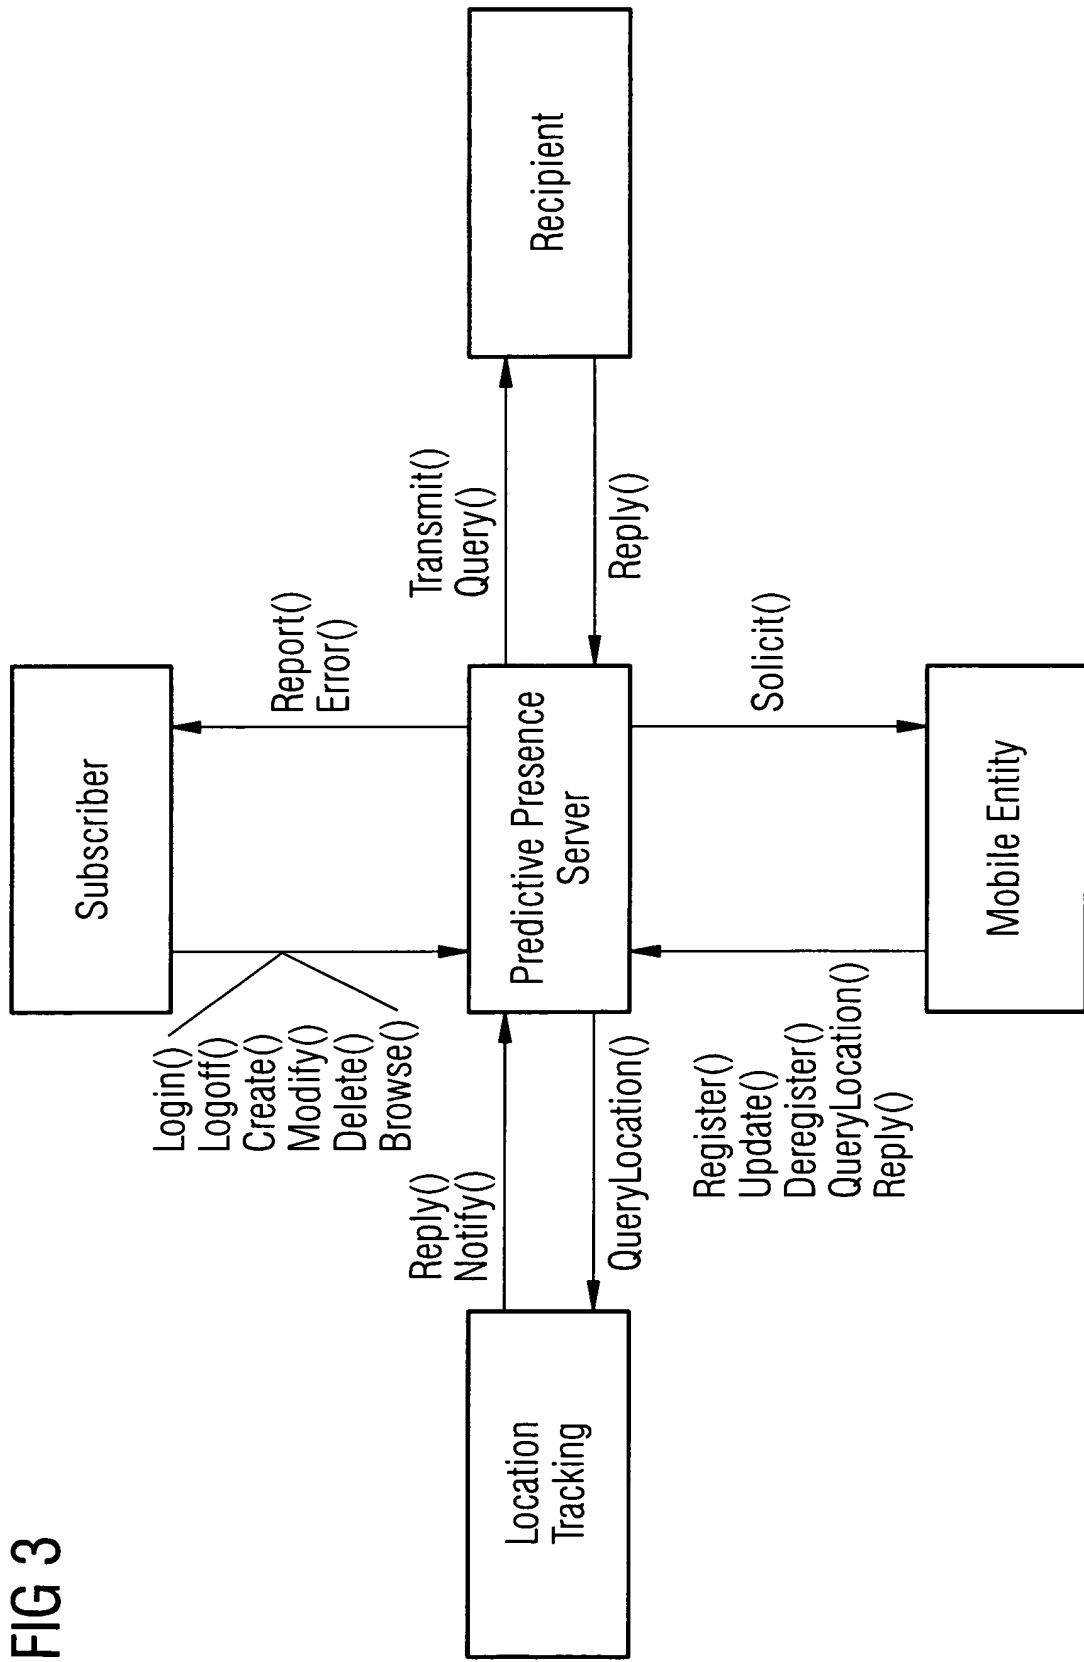 FIG 3
Subscriber
Login()
Logoff()
Create()
Modify()
Delete()
Browse()
Report()
Error()
Reply()
Notify()
Transmit()
Query()
Location
Tracking
Predictive Presence
Server
Recipient
QueryLocation()
Reply()
Register()
Update()
Deregister()
QueryLocation()
Reply()
Solicit()
Mobile Entity